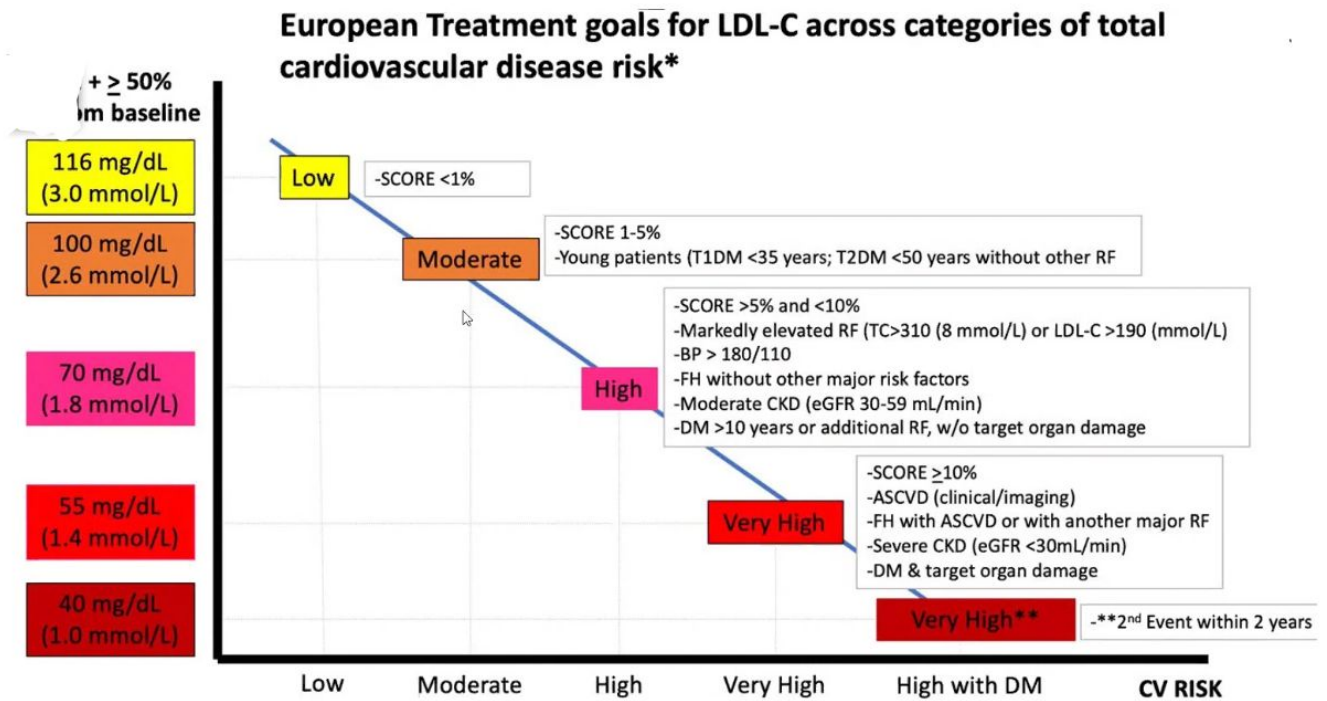 European Treatment goals for LDL-C across categories of total
cardiovascular disease risk*
+ ≥ 50%
baseline
116 mg/dL
(3.0 mmol/L)
Low
-SCORE <1%
100 mg/dL
(2.6 mmol/L)
Moderate
-SCORE 1-5%
-Young patients (T1DM <35 years; T2DM <50 years without other RF
70 mg/dL
(1.8 mmol/L)
High
-SCORE >5% and <10%
-Markedly elevated RF (TC>310 (8 mmol/L) or LDL-C >190 (mmol/L)
-BP > 180/110
-FH without other major risk factors
-Moderate CKD (eGFR 30-59 mL/min)
-DM >10 years or additional RF, w/o target organ damage
55 mg/dL
(1.4 mmol/L)
Very High
-SCORE ≥10%
-ASCVD (clinical/imaging)
-FH with ASCVD or with another major RF
-Severe CKD (eGFR <30mL/min)
-DM & target organ damage
40 mg/dL
(1.0 mmol/L)
Very High**
-**2nd Event within 2 years
Low Moderate High Very High High with DM CV RISK